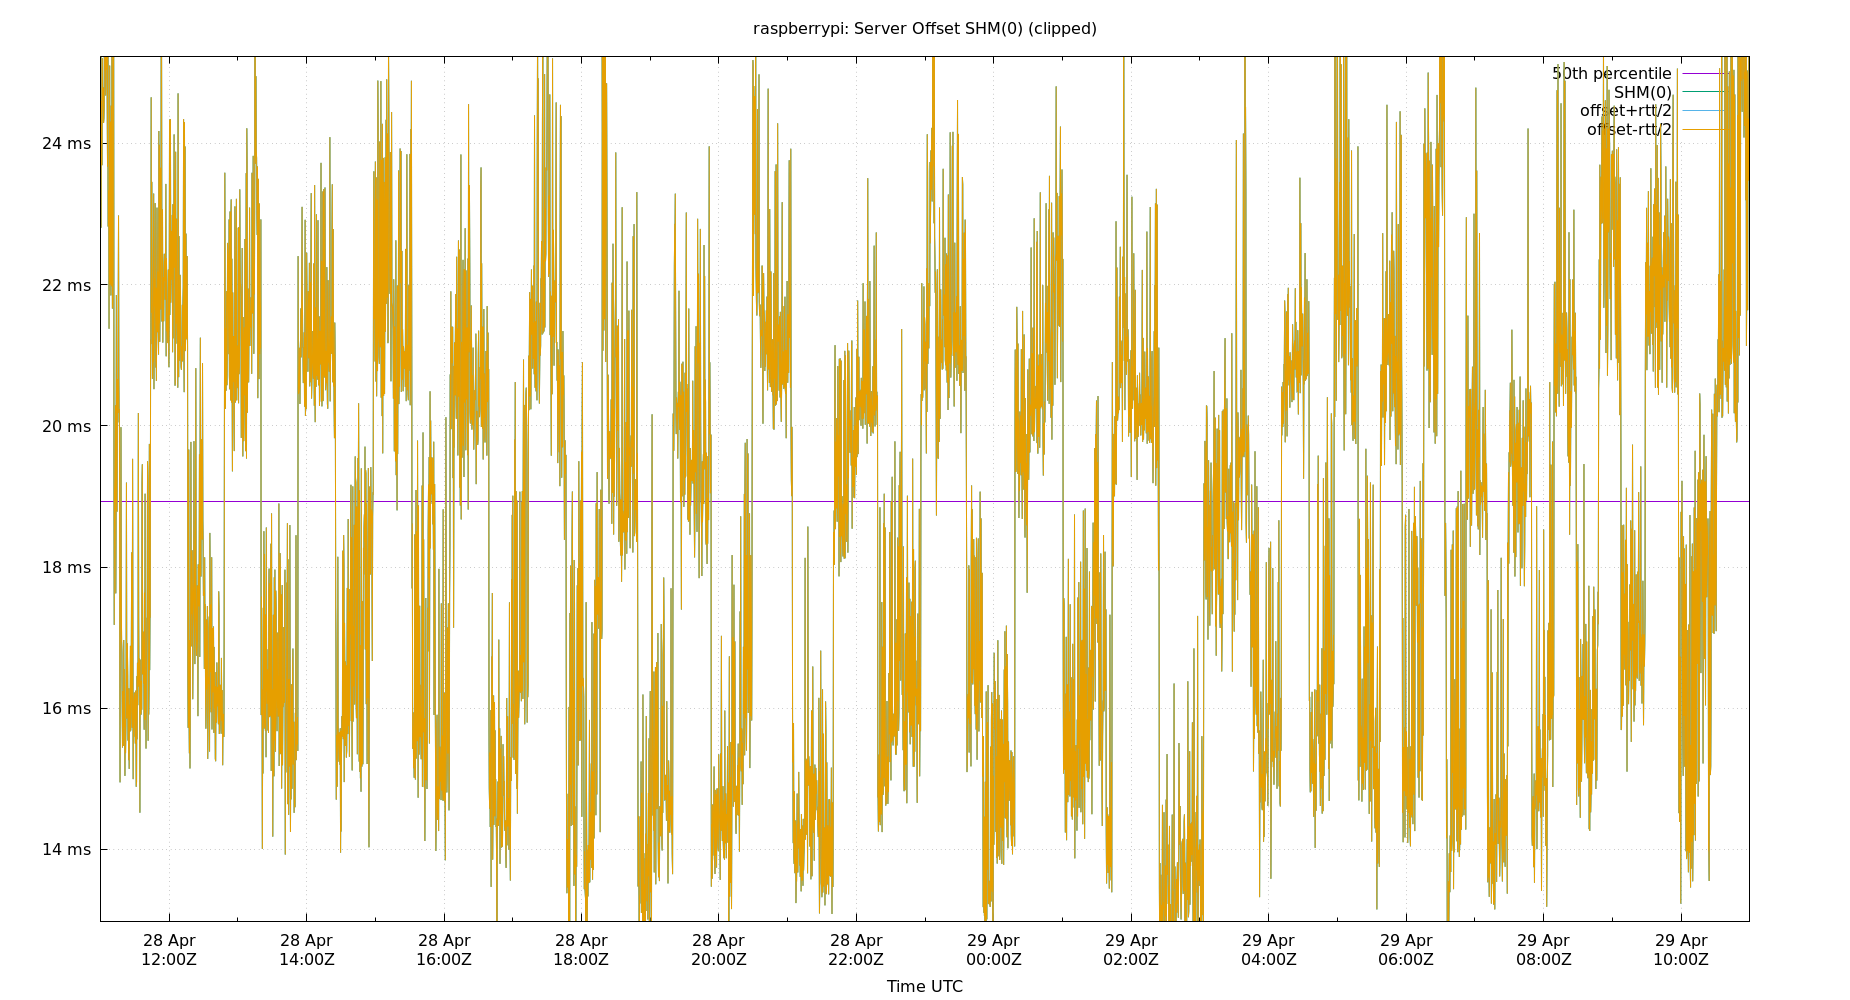 raspberrypi: Server Offset SHM(0) (clipped)
50th percentile
SHM(0)
offset+rtt/2
offset-rtt/2
24 ms
22 ms
20 ms
18 ms
16 ms
14 ms
28 Apr 28 Apr 28 Apr 28 Apr 28 Apr 28 Apr 29 Apr 29 Apr 29 Apr 29 Apr 29 Apr 29 Apr
12:00Z 14:00Z 16:00Z 18:00Z 20:00Z 22:00Z 00:00Z 02:00Z 04:00Z 06:00Z 08:00Z 10:00Z
Time UTC